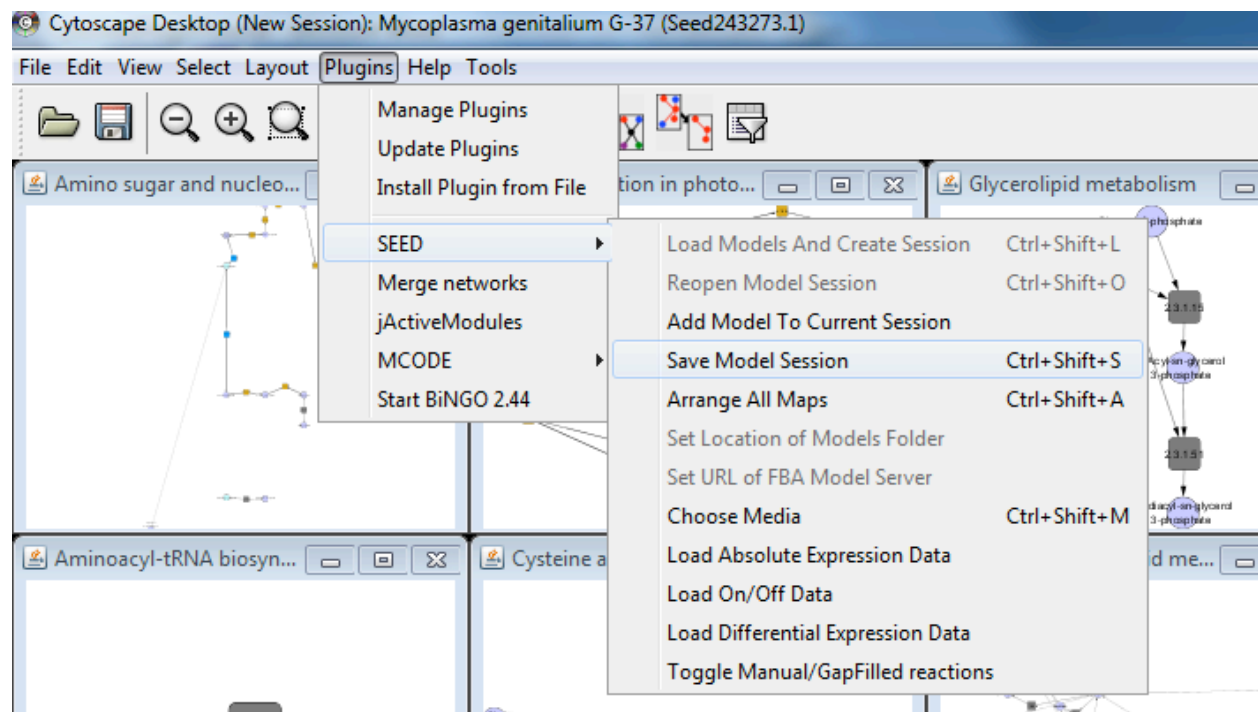 Cytoscape Desktop (New Session): Mycoplasma genitalium G-37 (Seed243273.1)
File Edit View Select Layout Plugins Help Tools
Manage Plugins
Update Plugins
Install Plugin from File
SEED
Merge networks
jActiveModules
MCODE
Start BiNGO 2.44
Load Models And Create Session Ctrl+Shift+L
Reopen Model Session Ctrl+Shift+O
Add Model To Current Session
Save Model Session Ctrl+Shift+S
Arrange All Maps Ctrl+Shift+A
Set Location of Models Folder
Set URL of FBA Model Server
Choose Media Ctrl+Shift+M
Load Absolute Expression Data
Load On/Off Data
Load Differential Expression Data
Toggle Manual/GapFilled reactions
Amino sugar and nucleo...
tion in photo...
Glycerolipid metabolism
phosphate
2.3.1.15
3-phosphate
2.3.1.51
3-phosphate
Aminoacyl-tRNA biosyn...
Cysteine a
id me...